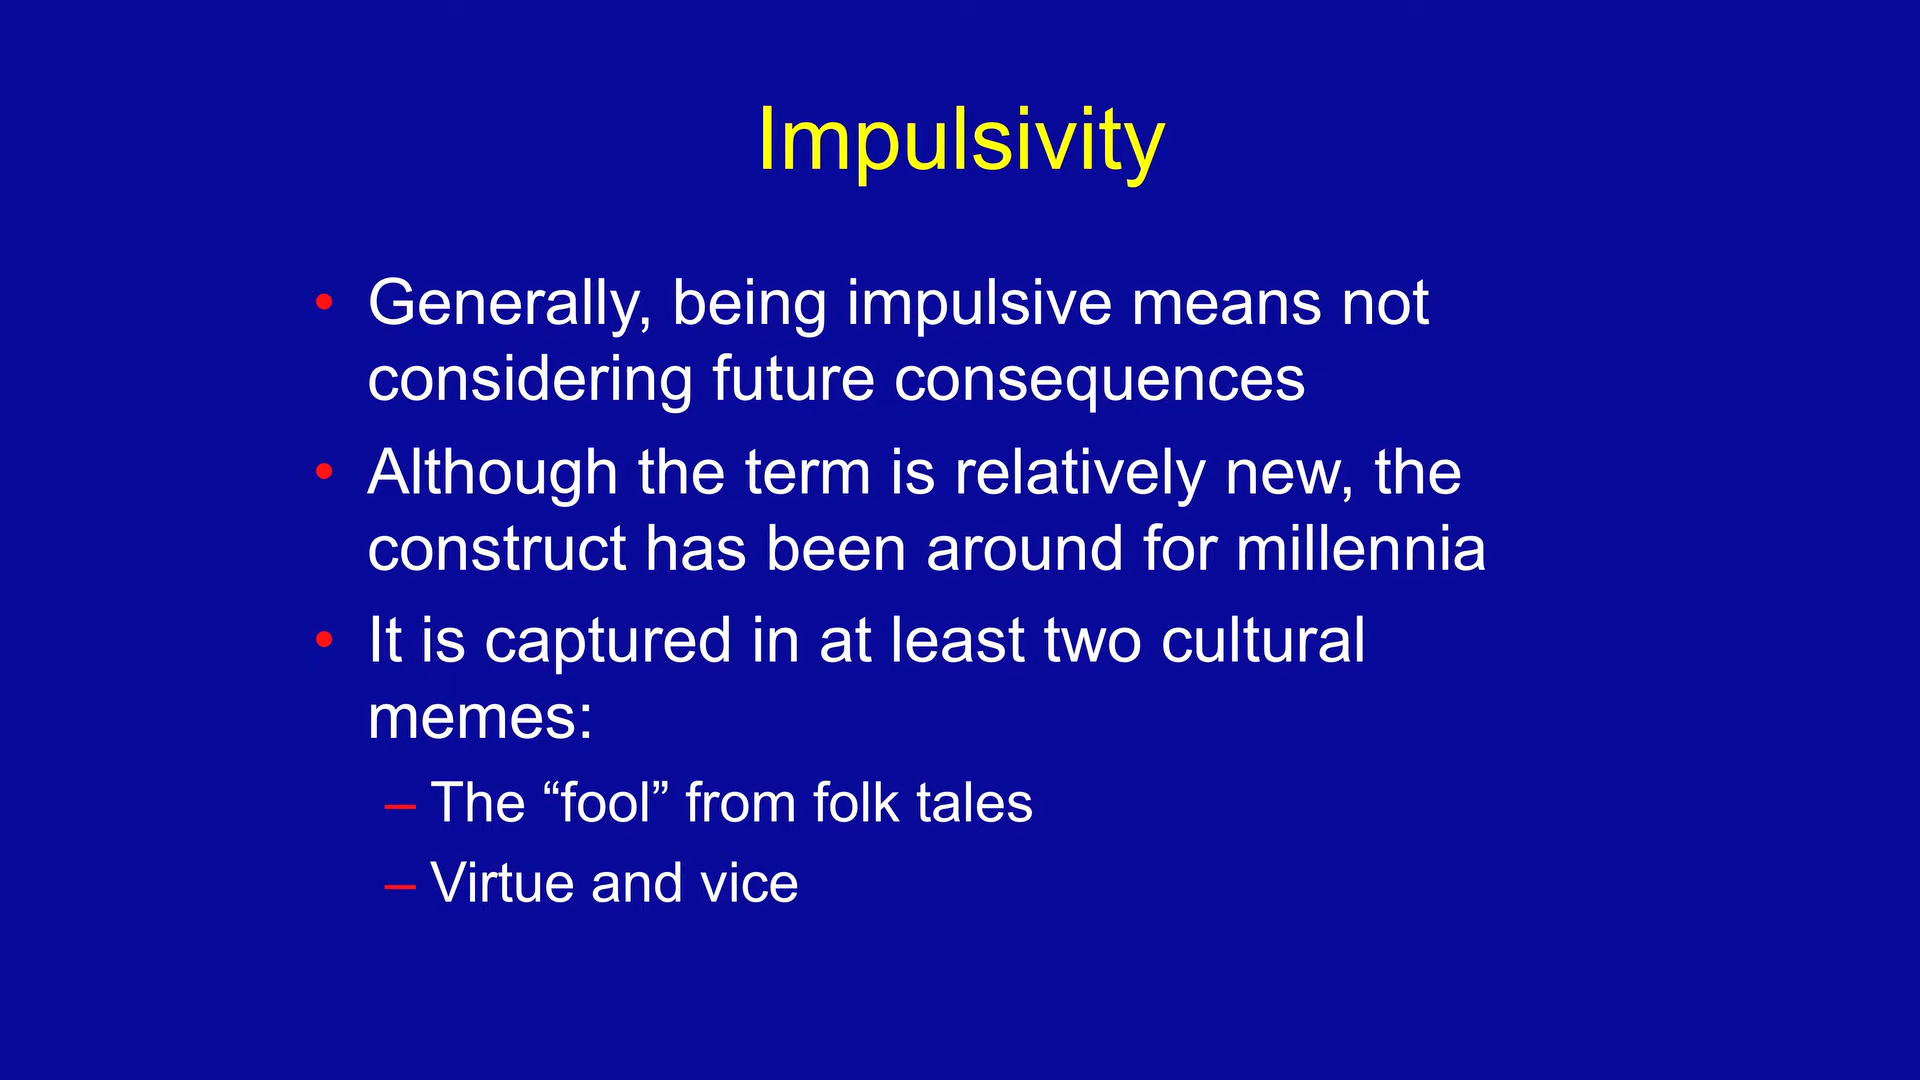 Impulsivity
• Generally, being impulsive means not
considering future consequences
• Although the term is relatively new, the
construct has been around for millennia
• It is captured in at least two cultural
memes:
– The “fool” from folk tales
– Virtue and vice